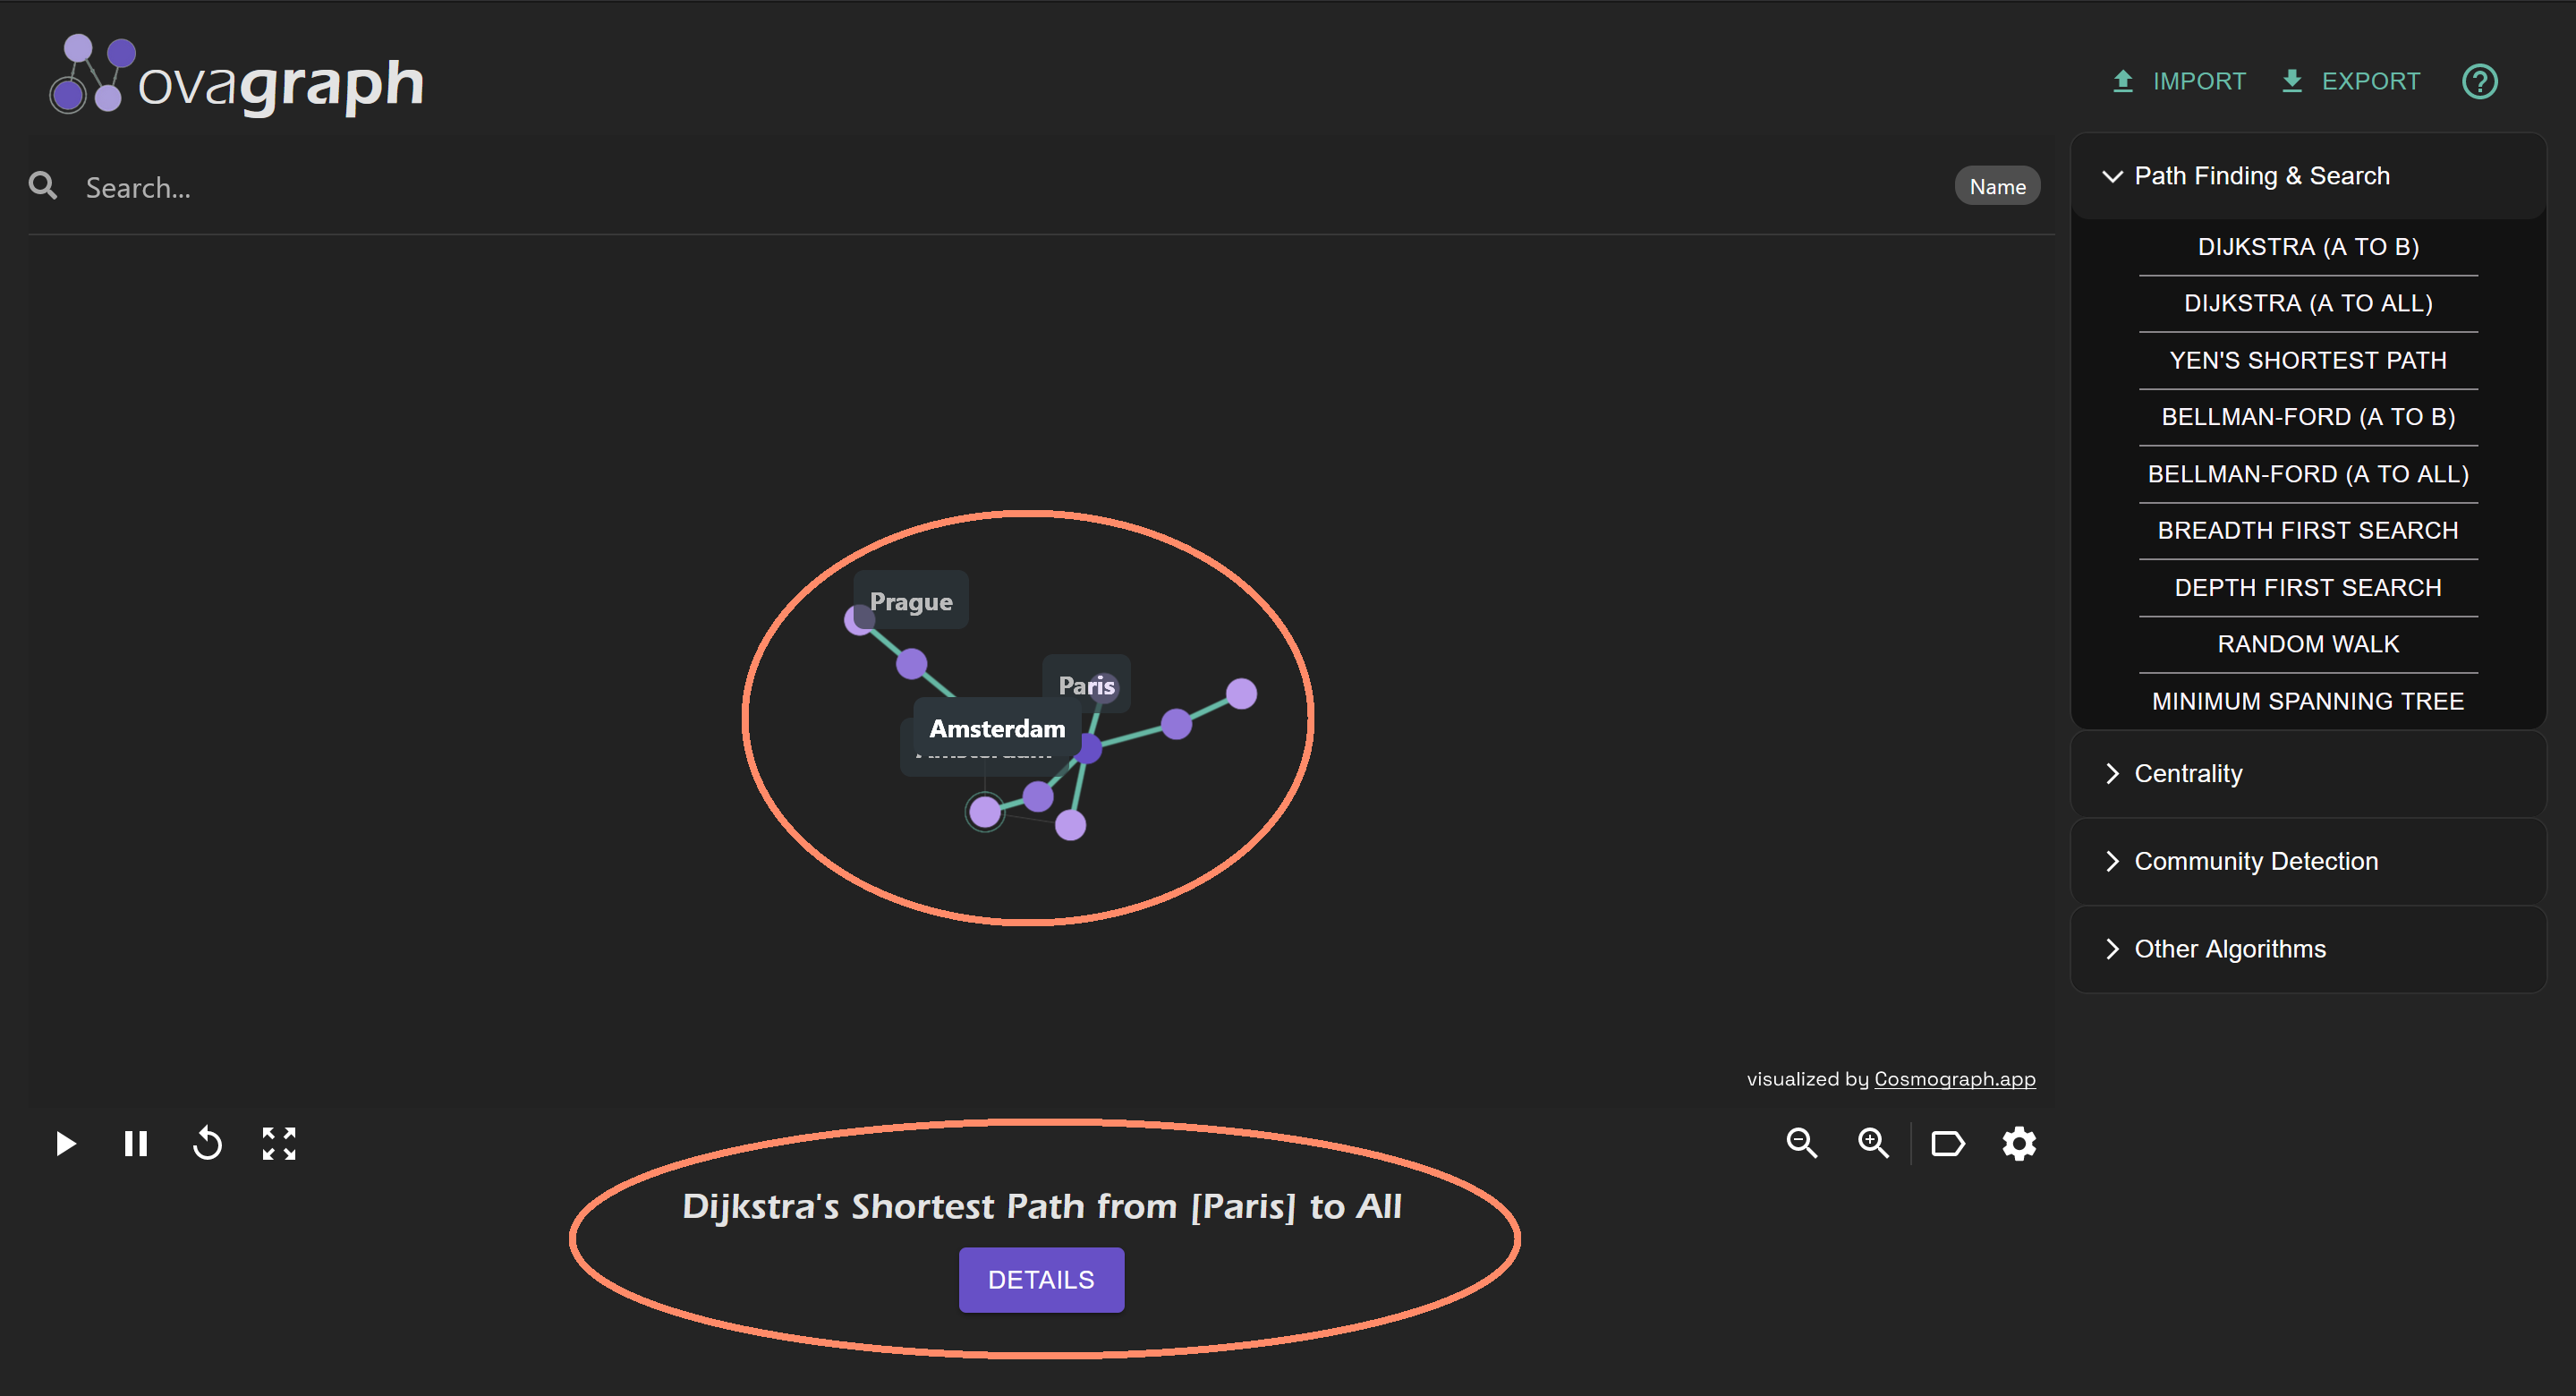 ovagraph
IMPORT
EXPORT
Search...
Name
Path Finding & Search
DIJKSTRA (A TO B)
DIJKSTRA (A TO ALL)
YEN'S SHORTEST PATH
BELLMAN-FORD (A TO B)
BELLMAN-FORD (A TO ALL)
BREADTH FIRST SEARCH
DEPTH FIRST SEARCH
RANDOM WALK
MINIMUM SPANNING TREE
Centrality
Community Detection
Other Algorithms
Prague
Paris
Amsterdam
visualized by Cosmograph.app
Dijkstra's Shortest Path from [Paris] to All
DETAILS